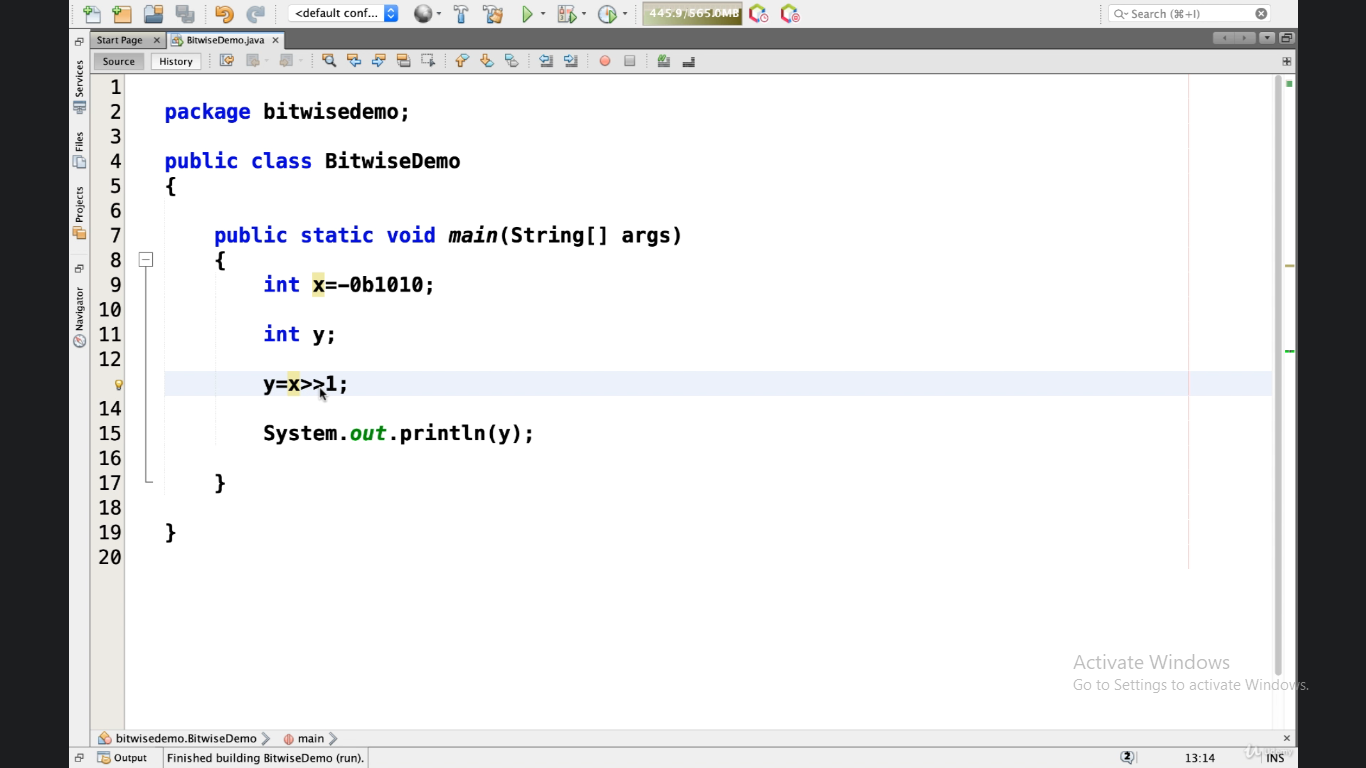 <default conf...
445.9/565.0MB
Search (⌘+I)
Start Page
BitwiseDemo.java
Source
History
Services
Files
Projects
Navigator
1
2 package bitwisedemo;
3
4 public class BitwiseDemo
5 {
6
7 public static void main(String[] args)
8 {
9 int x=-0b1010;
10
11 int y;
12
y=x>>1;
14
15 System.out.println(y);
16
17 }
18
19 }
20
Activate Windows
Go to Settings to activate Windows.
bitwisedemo.BitwiseDemo
main
Output
Finished building BitwiseDemo (run).
2
13:14
INS